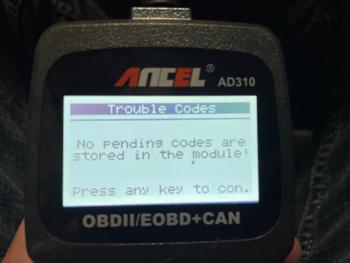 ANCEL
AD310
Trouble Codes
No pending codes are
stored in the module!
Press any key to con.
OBDII/EOBD+CAN